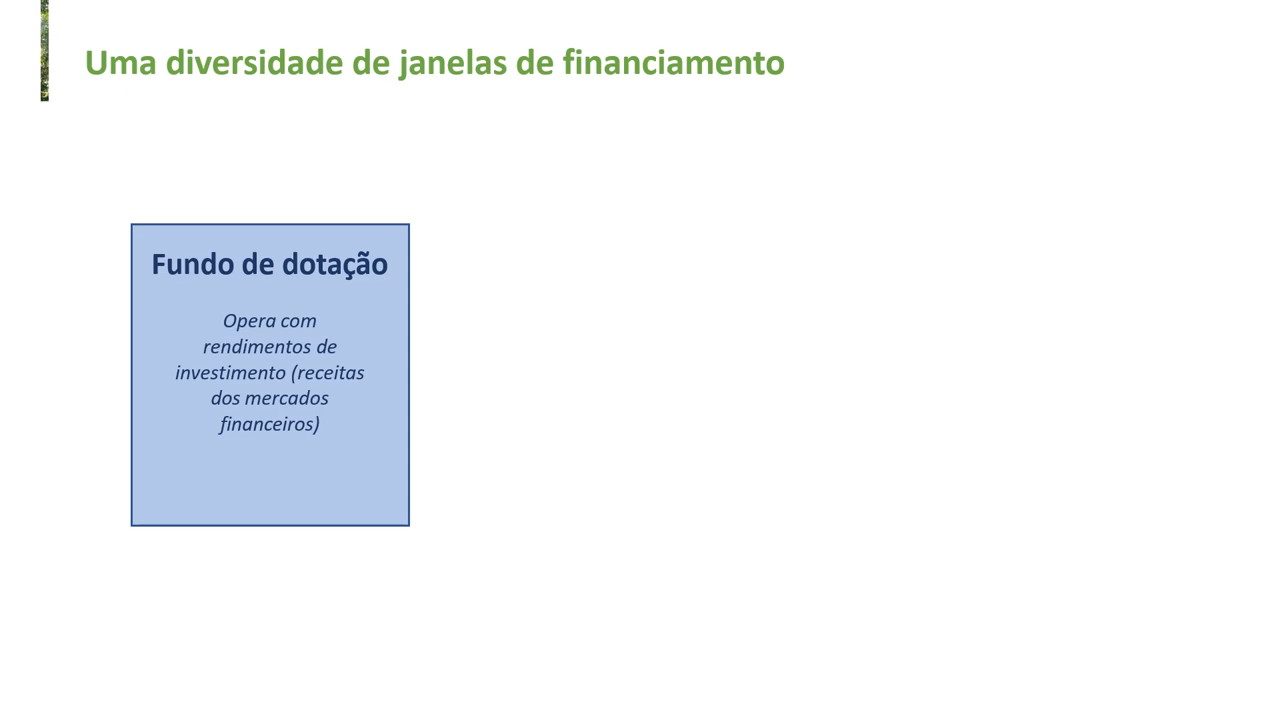 Uma diversidade de janelas de financiamento
Fundo de dotação
Opera com
rendimentos de
investimento (receitas
dos mercados
financeiros)